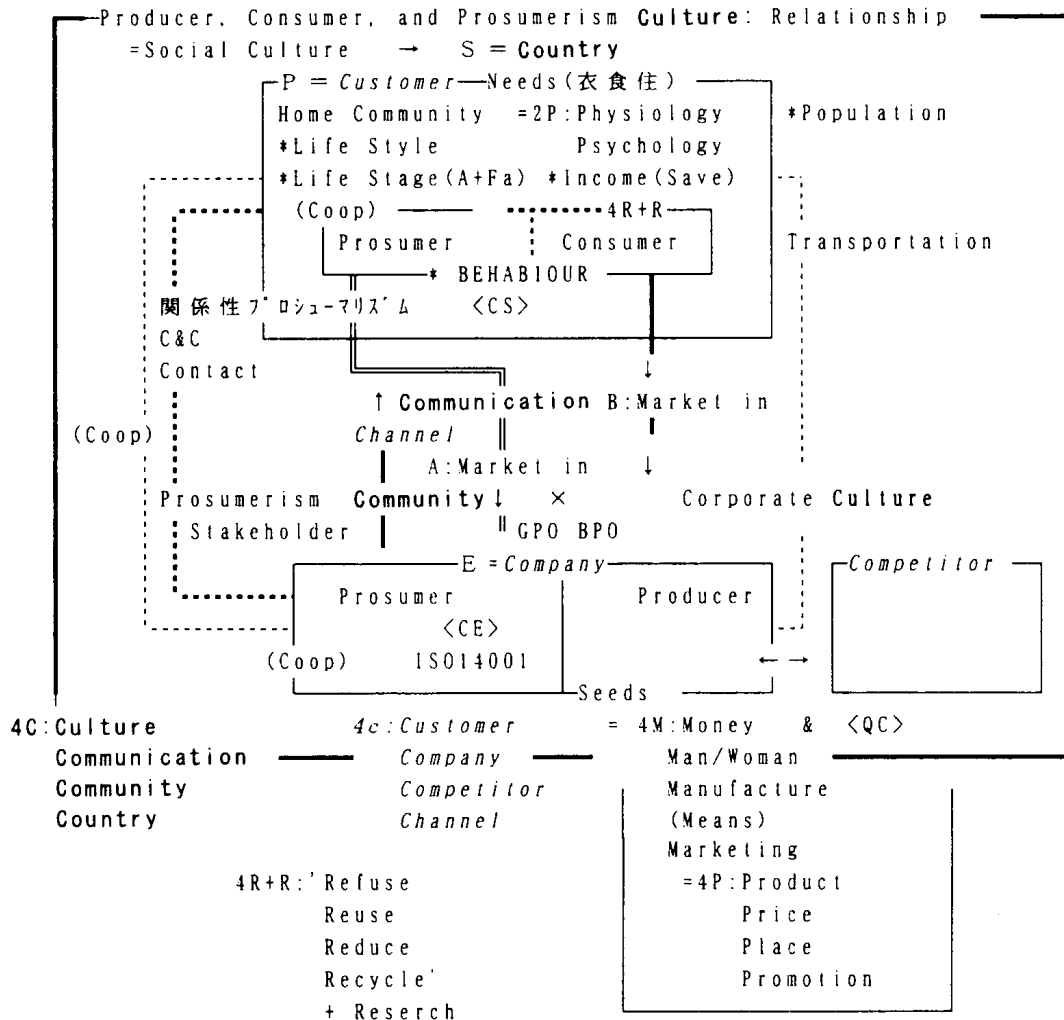 Producer, Consumer, and Prosumerism Culture: Relationship
=Social Culture → S = Country
P = Customer Needs(衣食住)
Home Community =2P:Physiology *Population
*Life Style Psychology
*Life Stage(A+Fa) *Income(Save)
(Coop) 4R+R
Prosumer Consumer Transportation
* BEHABIOUR
関係性プロシューマリズム <CS>
C&C
Contact ↓
↑ Communication B:Market in
(Coop) Channel
A:Market in ↓
Prosumerism Community↓ × Corporate Culture
Stakeholder GPO BPO
E =Company Competitor
Prosumer Producer
<CE>
(Coop) ISO14001 ← →
Seeds
4C:Culture 4c:Customer = 4M:Money & <QC>
Communication Company Man/Woman
Community Competitor Manufacture
Country Channel (Means)
Marketing
4R+R:'Refuse =4P:Product
Reuse Price
Reduce Place
Recycle' Promotion
+ Reserch